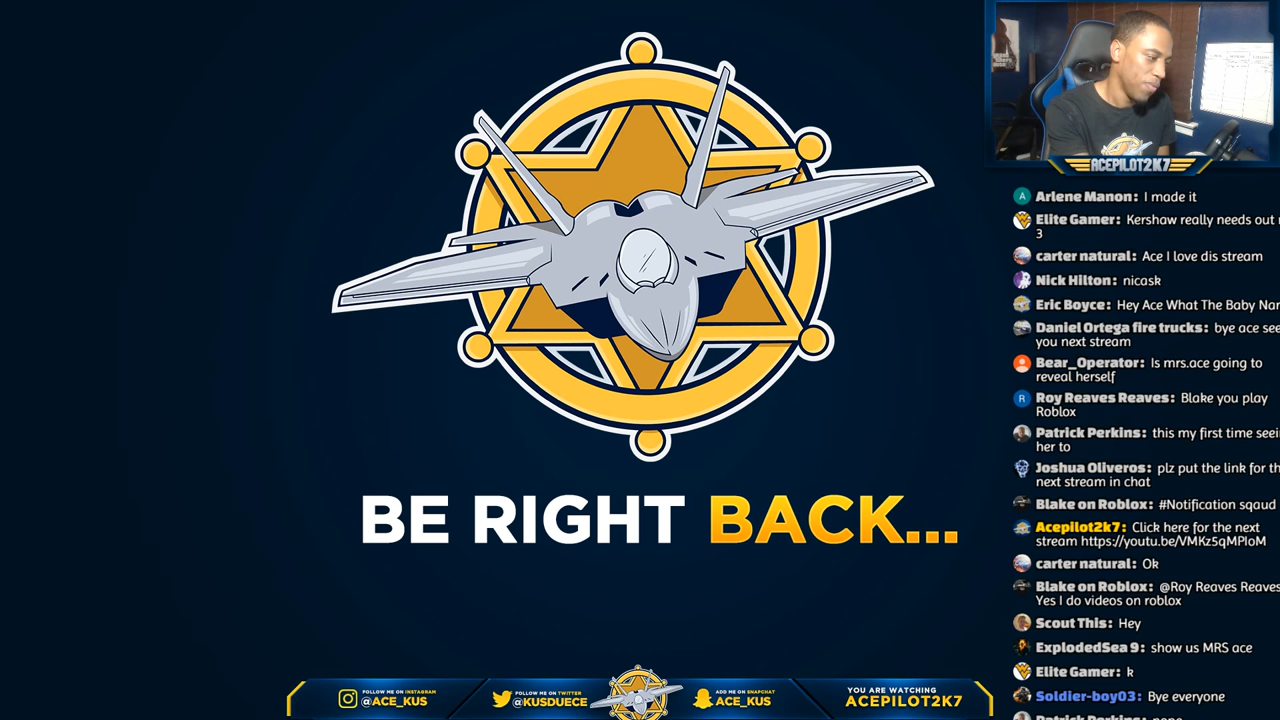 ACEPILOT2K7
A Arlene Manon: I made it
Elite Gamer: Kershaw really needs out
3
carter natural: Ace I love dis stream
Nick Hilton: nicask
Eric Boyce: Hey Ace What The Baby
Daniel Ortega fire trucks: bye ace see
you next stream
Bear_Operator: Is mrs.ace going to
reveal herself
R Roy Reaves Reaves: Blake you play
Roblox
Patrick Perkins: this my first time
her to
Joshua Oliveros: plz put the link for
next stream in chat
Blake on Roblox: #Notification sqaud
Acepilot2k7: Click here for the next
stream https://youtu.be/VMKz5qMPIoM
carter natural: Ok
Blake on Roblox: @Roy Reaves Reaves
Yes I do videos on roblox
Scout This: Hey
ExplodedSea 9: show us MRS ace
Elite Gamer: k
Soldier-boy03: Bye everyone
Patrick Perkins:
BE RIGHT BACK...
FOLLOW ME ON INSTAGRAM
@ACE_KUS
FOLLOW ME ON TWITTER
@KUSDUECE
ADD ME ON SNAPCHAT
ACE_KUS
YOU ARE WATCHING
ACEPILOT2K7